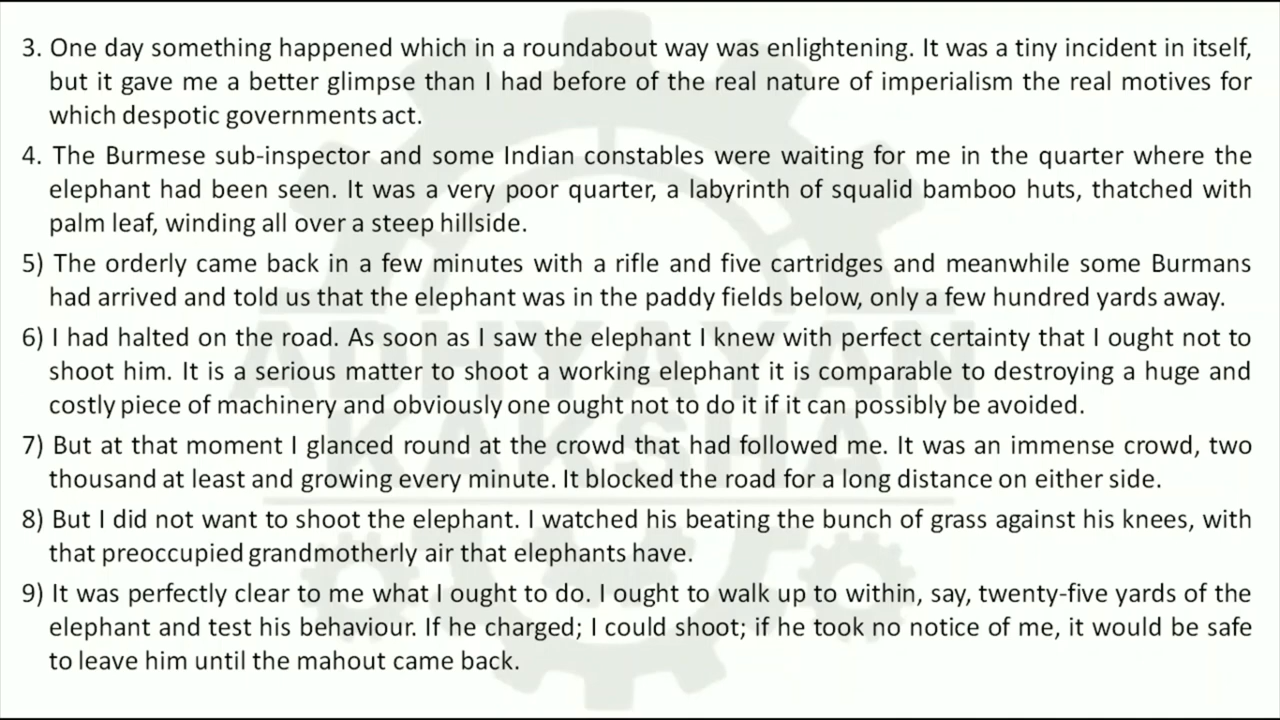 3. One day something happened which in a roundabout way was enlightening. It was a tiny incident in itself,
but it gave me a better glimpse than I had before of the real nature of imperialism the real motives for
which despotic governments act.
4. The Burmese sub-inspector and some Indian constables were waiting for me in the quarter where the
elephant had been seen. It was a very poor quarter, a labyrinth of squalid bamboo huts, thatched with
palm leaf, winding all over a steep hillside.
5) The orderly came back in a few minutes with a rifle and five cartridges and meanwhile some Burmans
had arrived and told us that the elephant was in the paddy fields below, only a few hundred yards away.
6) I had halted on the road. As soon as I saw the elephant I knew with perfect certainty that I ought not to
shoot him. It is a serious matter to shoot a working elephant it is comparable to destroying a huge and
costly piece of machinery and obviously one ought not to do it if it can possibly be avoided.
7) But at that moment I glanced round at the crowd that had followed me. It was an immense crowd, two
thousand at least and growing every minute. It blocked the road for a long distance on either side.
8) But I did not want to shoot the elephant. I watched his beating the bunch of grass against his knees, with
that preoccupied grandmotherly air that elephants have.
9) It was perfectly clear to me what I ought to do. I ought to walk up to within, say, twenty-five yards of the
elephant and test his behaviour. If he charged; I could shoot; if he took no notice of me, it would be safe
to leave him until the mahout came back.
ADHYAYAN
KAKSHA